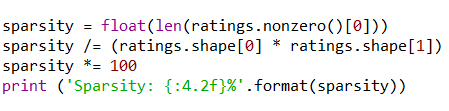 sparsity = float(len(ratings.nonzero()[0]))
sparsity /= (ratings.shape[0] * ratings.shape[1])
sparsity *= 100
print ('Sparsity: {:4.2f}%'.format(sparsity))